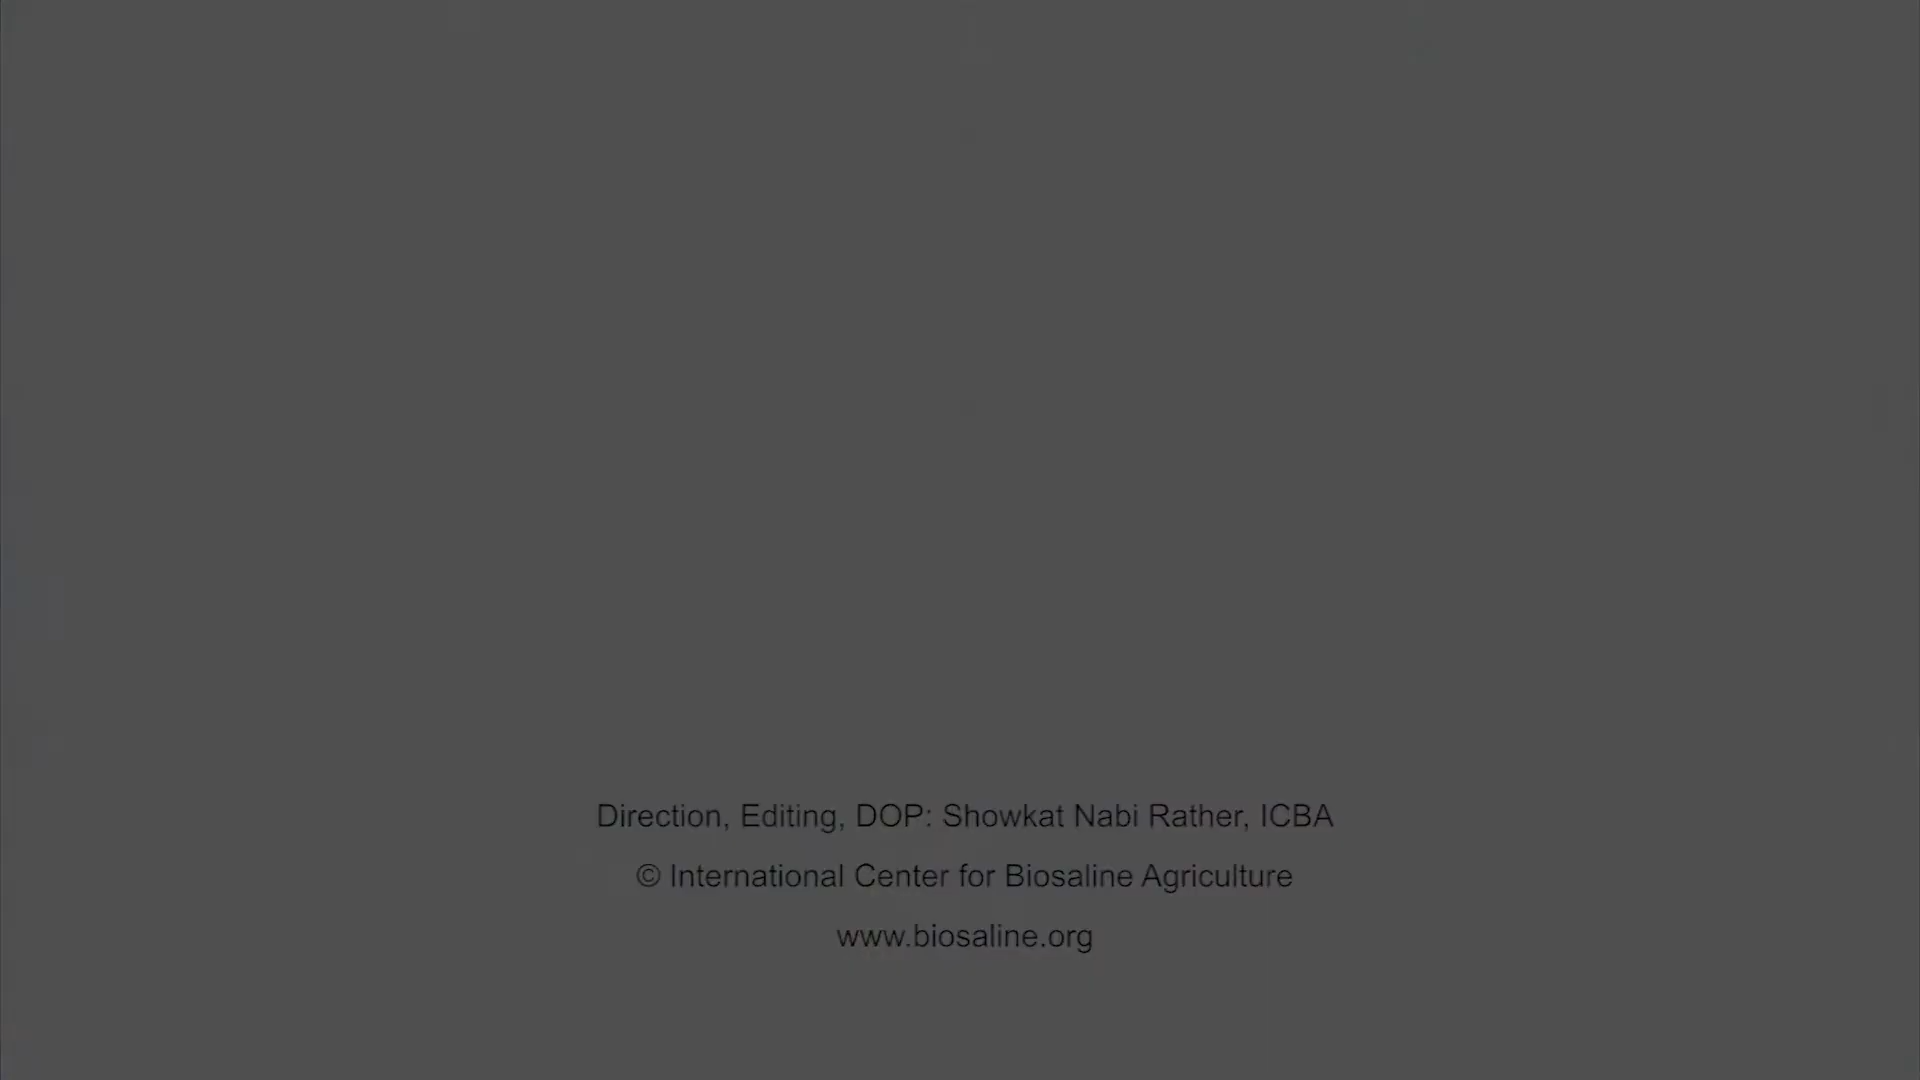 Direction, Editing, DOP: Showkat Nabi Rather, ICBA
© International Center for Biosaline Agriculture
www.biosaline.org